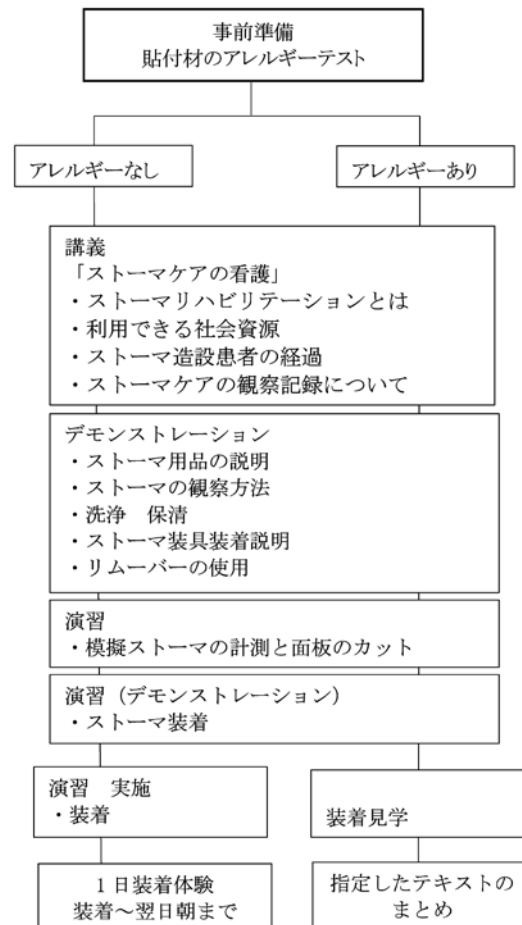 事前準備
貼付材のアレルギーテスト
アレルギーなし
アレルギーあり
講義
「ストーマケアの看護」
・ストーマリハビリテーションとは
・利用できる社会資源
・ストーマ造設患者の経過
・ストーマケアの観察記録について
デモンストレーション
・ストーマ用品の説明
・ストーマの観察方法
・洗浄　保清
・ストーマ装具装着説明
・リムーバーの使用
演習
・模擬ストーマの計測と面板のカット
演習（デモンストレーション）
・ストーマ装着
演習　実施
・装着
装着見学
1日装着体験
装着～翌日朝まで
指定したテキストの
まとめ